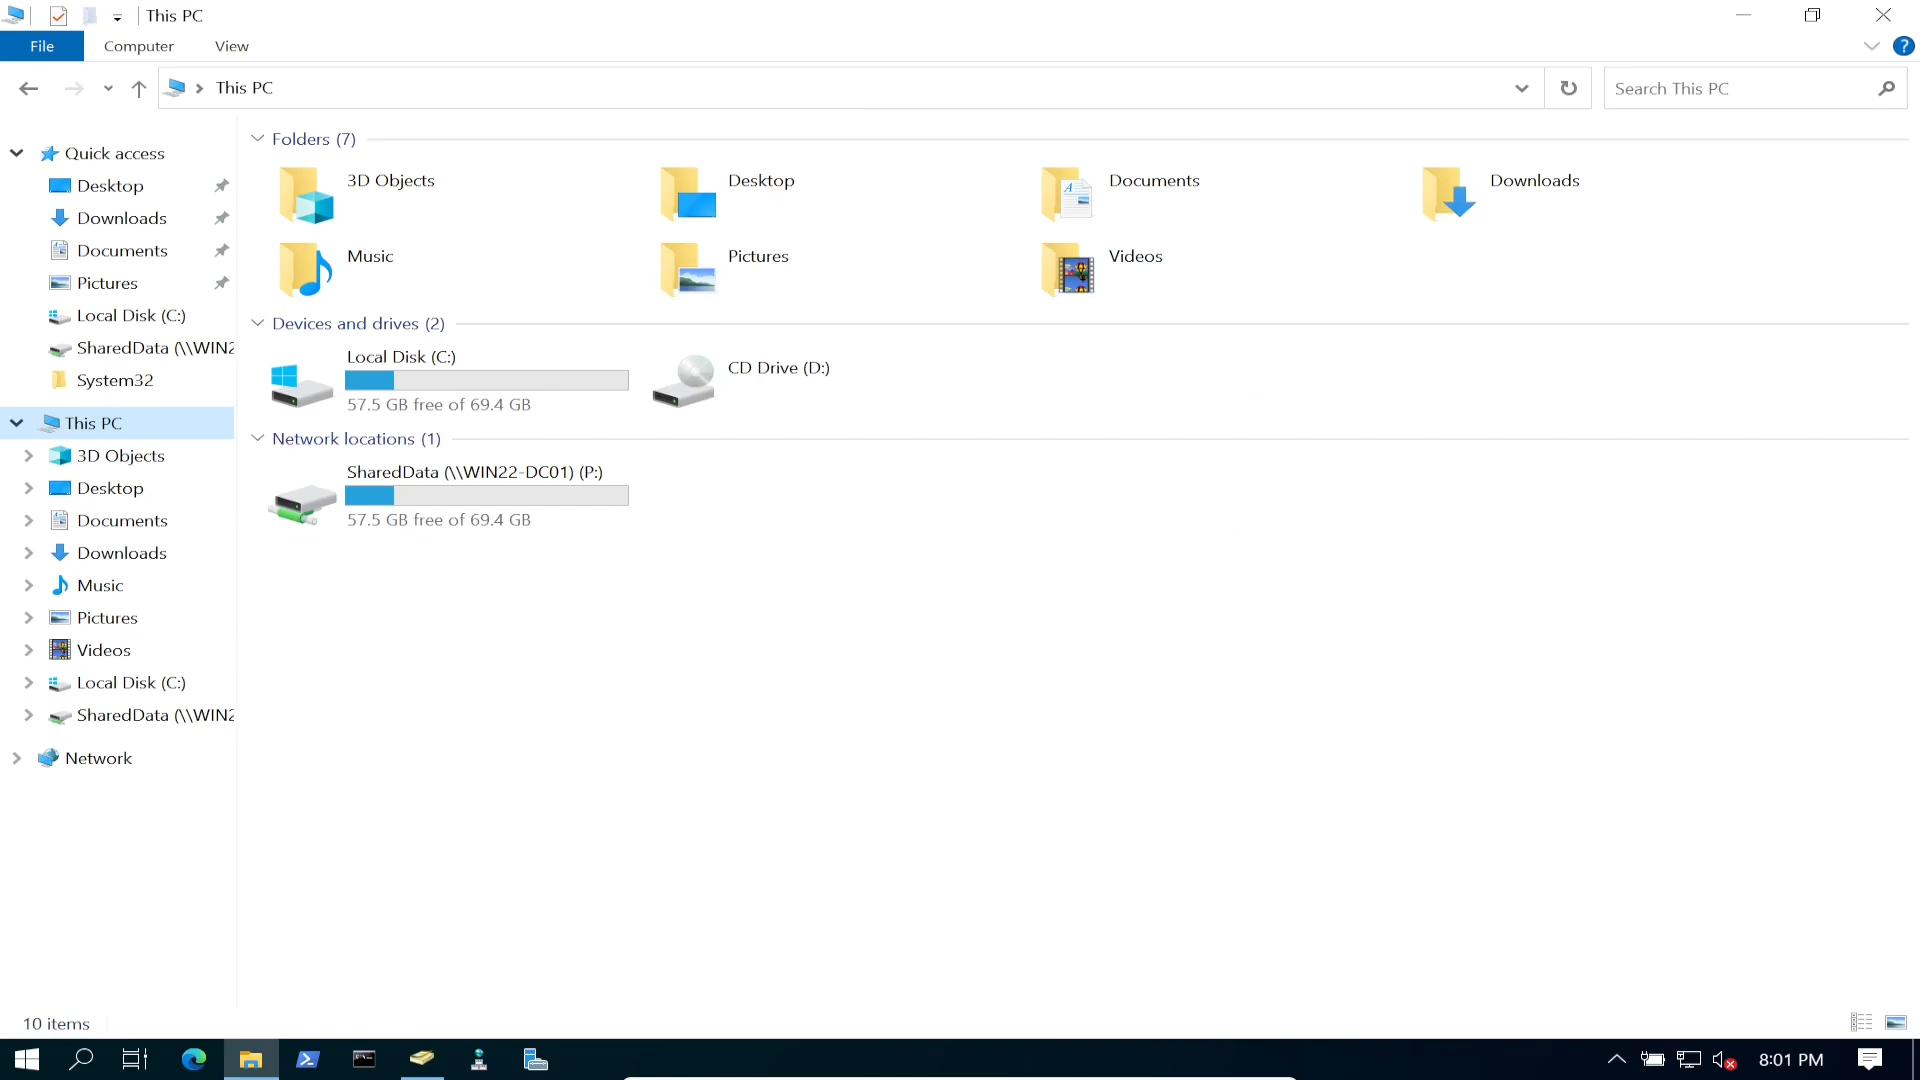 This PC
File
Computer
View
?
This PC
Search This PC
Quick access
Desktop
Downloads
Documents
Pictures
Local Disk (C:)
SharedData (\\WIN2
System32
This PC
3D Objects
Desktop
Documents
Downloads
Music
Pictures
Videos
Local Disk (C:)
SharedData (\\WIN2
Network
Folders (7)
3D Objects
Desktop
Documents
Downloads
Music
Pictures
Videos
Devices and drives (2)
Local Disk (C:)
57.5 GB free of 69.4 GB
CD Drive (D:)
Network locations (1)
SharedData (\\WIN22-DC01) (P:)
57.5 GB free of 69.4 GB
10 items
8:01 PM